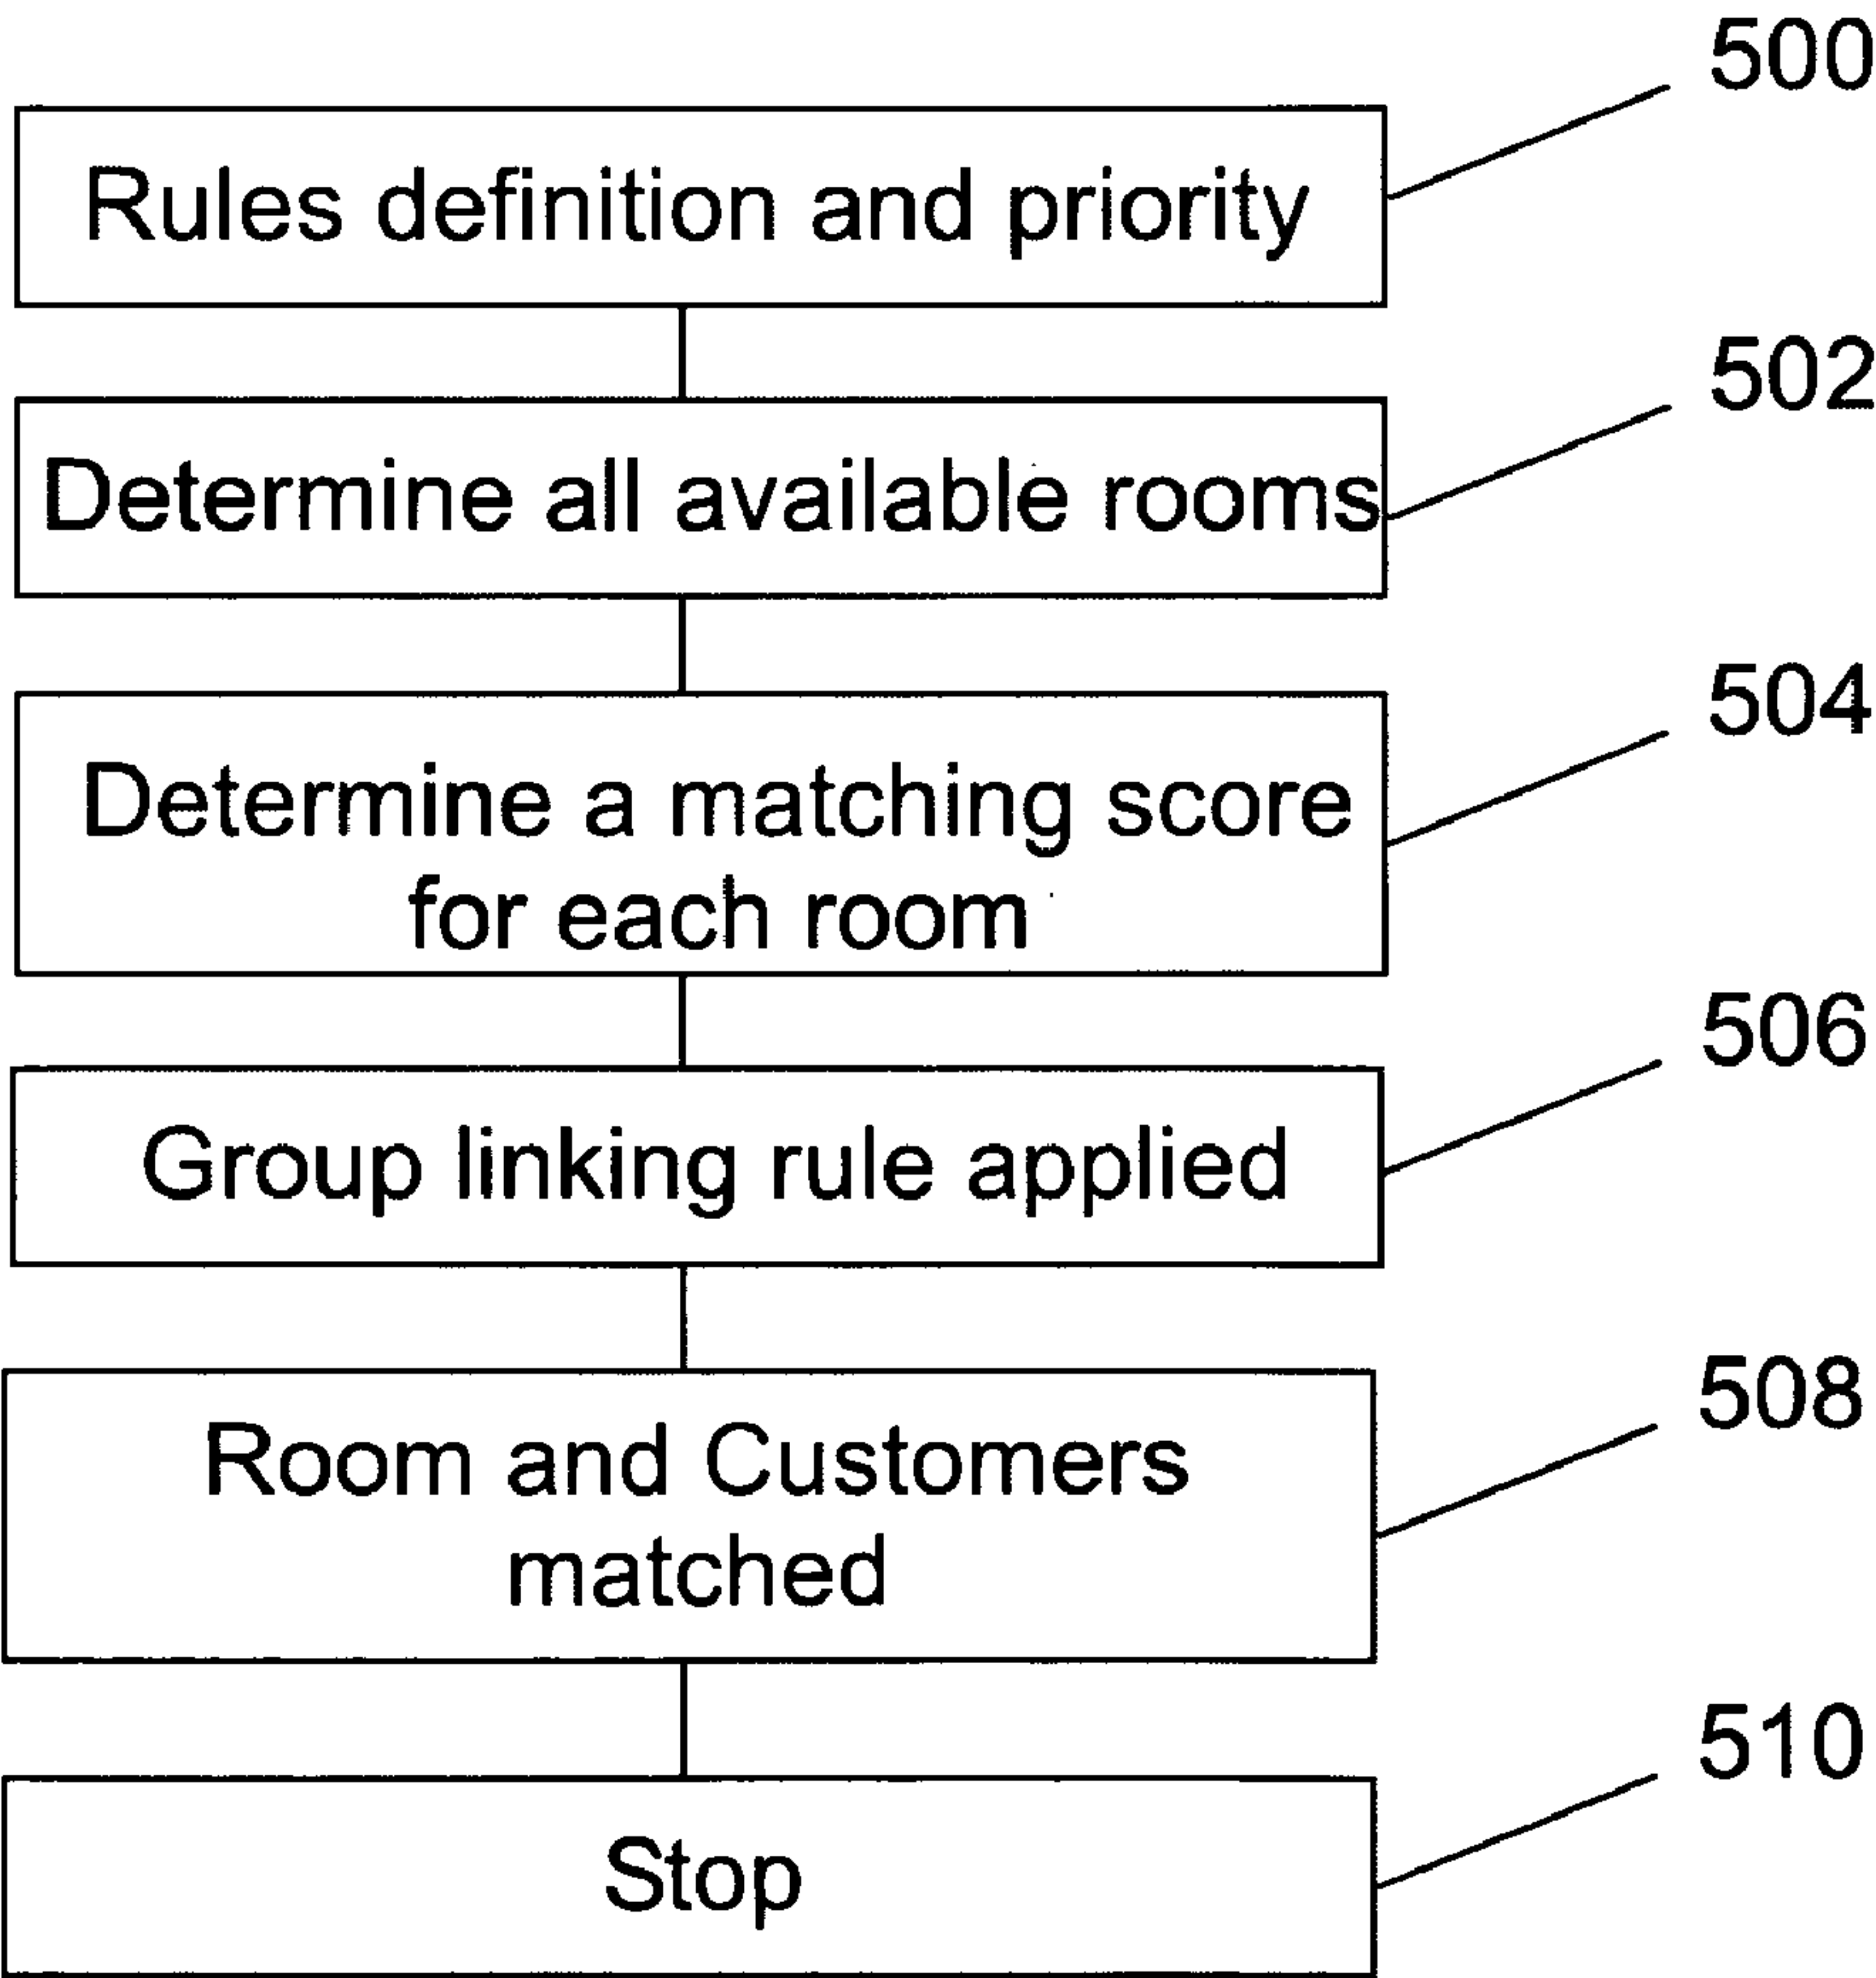 500
Rules definition and priority
502
Determine all available rooms
504
Determine a matching score
for each room
506
Group linking rule applied
508
Room and Customers
matched
510
Stop